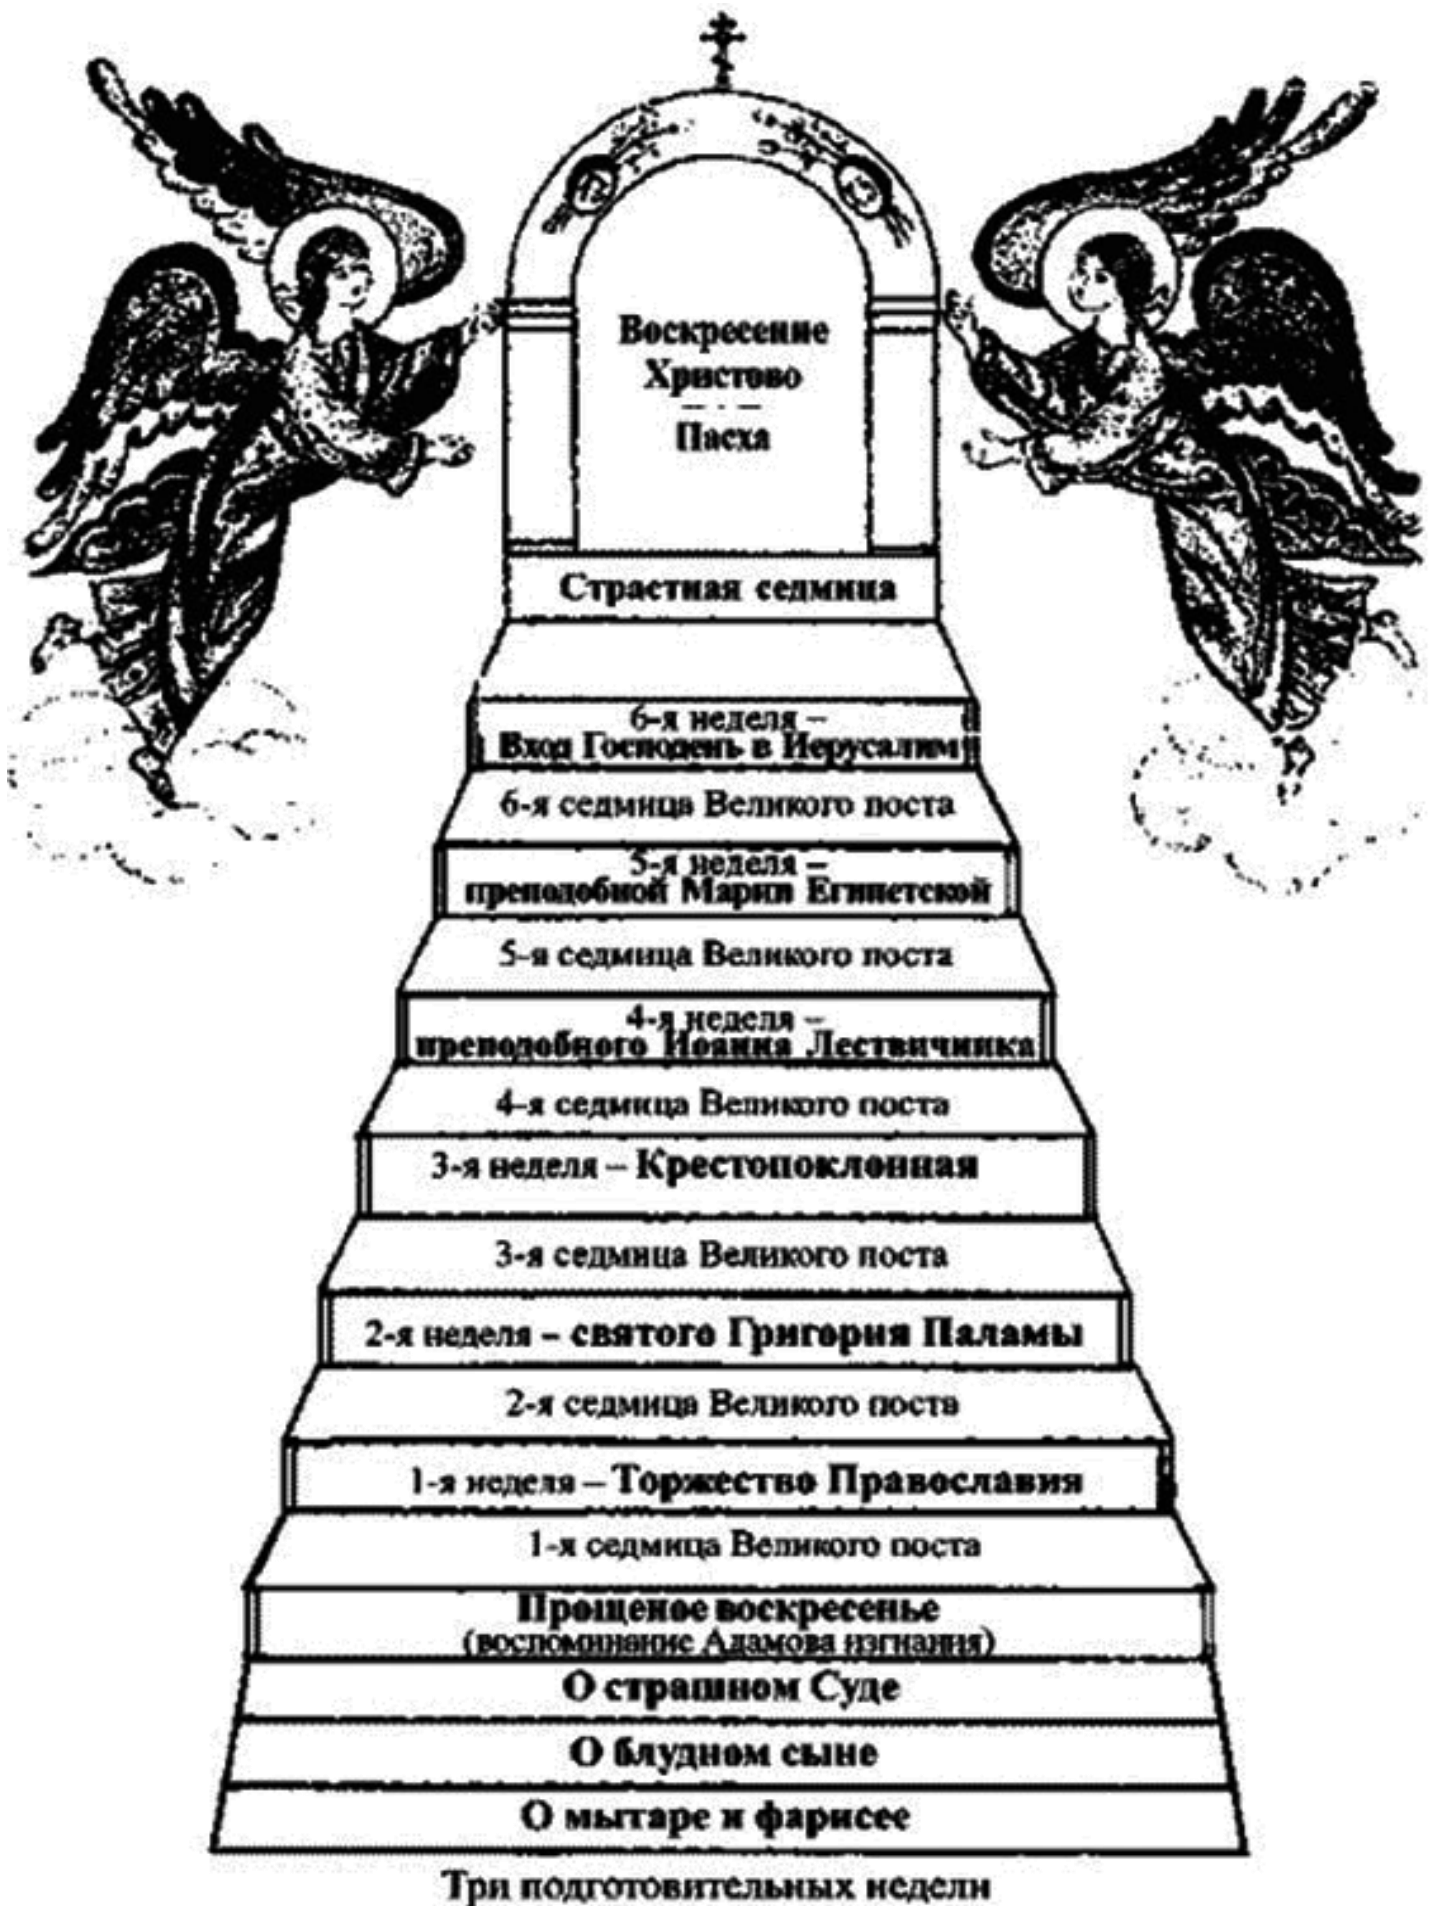 Воскресение
Христово
Пасха
Страстная седмица
6-я неделя –
Вход Господень в Иерусалим
6-я седмица Великого поста
5-я неделя –
преподобной Марии Египетской
5-я седмица Великого поста
4-я неделя –
преподобного Иоанна Лествичника
4-я седмица Великого поста
3-я неделя – Крестопоклонная
3-я седмица Великого поста
2-я неделя – святого Григория Паламы
2-я седмица Великого поста
1-я неделя – Торжество Православия
1-я седмица Великого поста
Прощеное воскресенье
(воспоминание Адамова изгнания)
О страшном Суде
О блудном сыне
О мытаре и фарисее
Три подготовительных недели